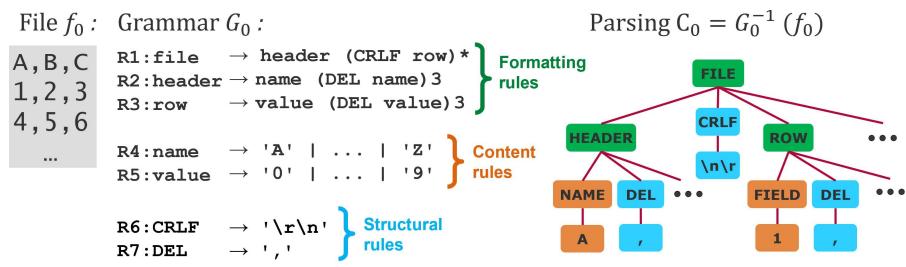 File f₀ :
A,B,C
1,2,3
4,5,6
...
Grammar G₀ :
R1:file → header (CRLF row)*
R2:header → name (DEL name)3
R3:row → value (DEL value)3
Formatting
rules
R4:name → 'A' | ... | 'Z'
R5:value → '0' | ... | '9'
Content
rules
R6:CRLF → '\r\n'
R7:DEL → ','
Structural
rules
Parsing C₀ = G₀⁻¹ (f₀)
FILE
HEADER CRLF ROW •••
\n\r
NAME DEL ••• FIELD DEL •••
A , 1 ,